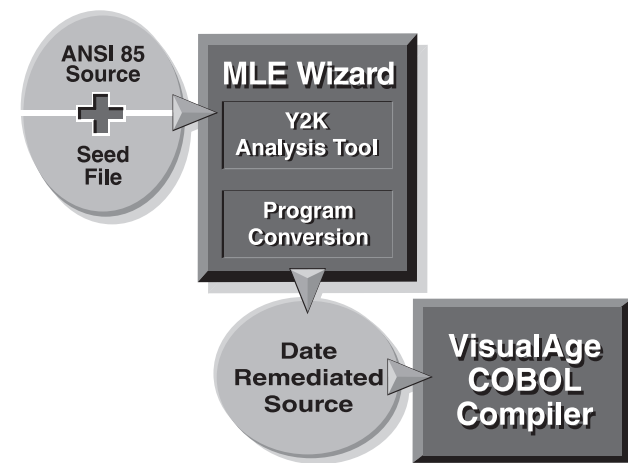 ANSI 85
Source
Seed
File
MLE Wizard
Y2K
Analysis Tool
Program
Conversion
Date
Remediated
Source
VisualAge
COBOL
Compiler